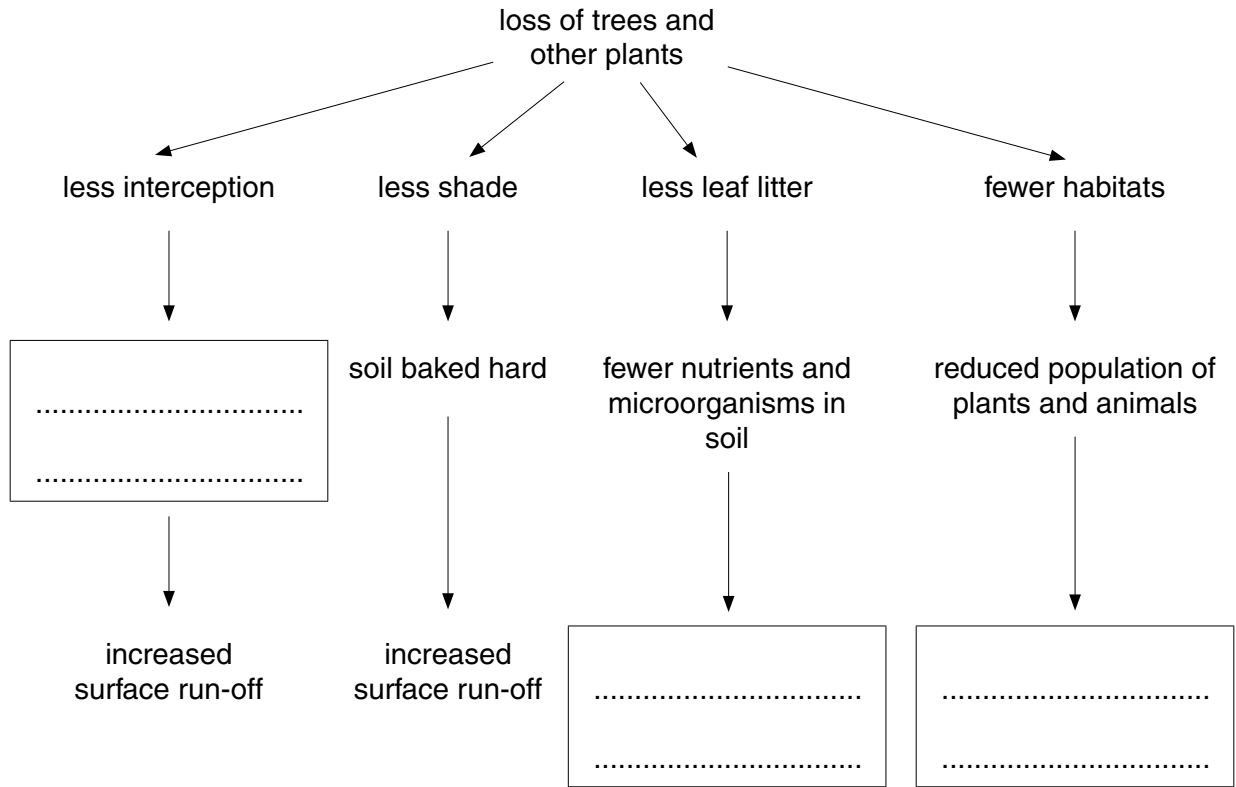 loss of trees and
other plants
less interception
less shade
less leaf litter
fewer habitats
..................................
..................................
soil baked hard
fewer nutrients and
microorganisms in
soil
reduced population of
plants and animals
increased
surface run-off
increased
surface run-off
..................................
..................................
..................................
..................................